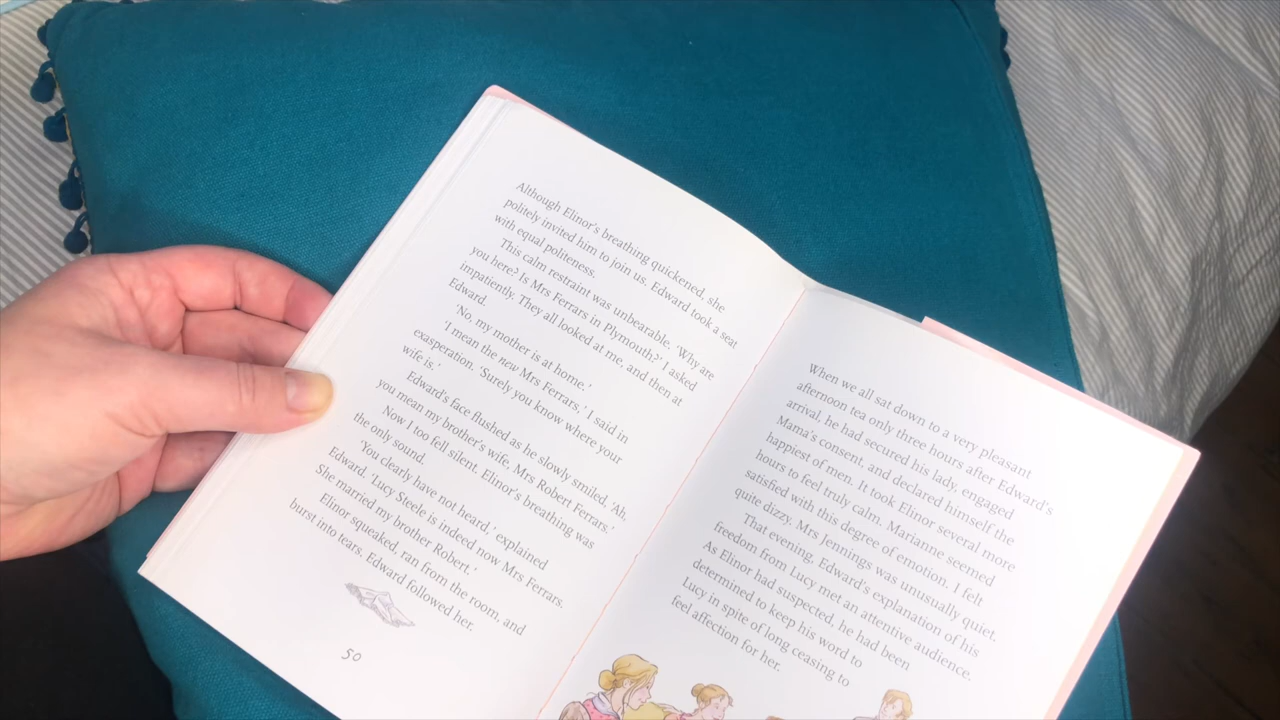 Although Elinor's breathing quickened, she
politely invited him to join us. Edward took a seat
with equal politeness.
This calm restraint was unbearable. 'Why are
you here? Is Mrs Ferrars in Plymouth?' I asked
impatiently. They all looked at me, and then at
Edward.
'No, my mother is at home.'
'I mean the new Mrs Ferrars,' I said in
exasperation. 'Surely you know where your
wife is.'
Edward's face flushed as he slowly smiled. 'Ah,
you mean my brother's wife, Mrs Robert Ferrars.'
Now I too fell silent. Elinor's breathing was
the only sound.
'You clearly have not heard,' explained
Edward. 'Lucy Steele is indeed now Mrs Ferrars.
She married my brother Robert.'
Elinor squeaked, ran from the room, and
burst into tears. Edward followed her.
50
When we all sat down to a very pleasant
afternoon tea only three hours after Edward's
arrival, he had secured his lady, engaged
Mama's consent, and declared himself the
happiest of men. It took Elinor several more
hours to feel truly calm. Marianne seemed
satisfied with this degree of emotion. I felt
quite dizzy. Mrs Jennings was unusually quiet.
That evening, Edward's explanation of his
freedom from Lucy met an attentive audience.
As Elinor had suspected, he had been
determined to keep his word to
Lucy in spite of long ceasing to
feel affection for her.